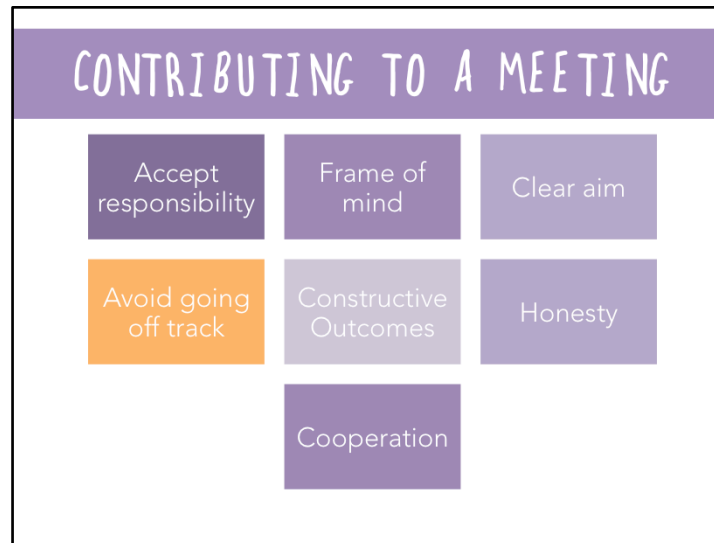 CONTRIBUTING TO A MEETING
Accept
responsibility
Frame of
mind
Clear aim
Avoid going
off track
Constructive
Outcomes
Honesty
Cooperation